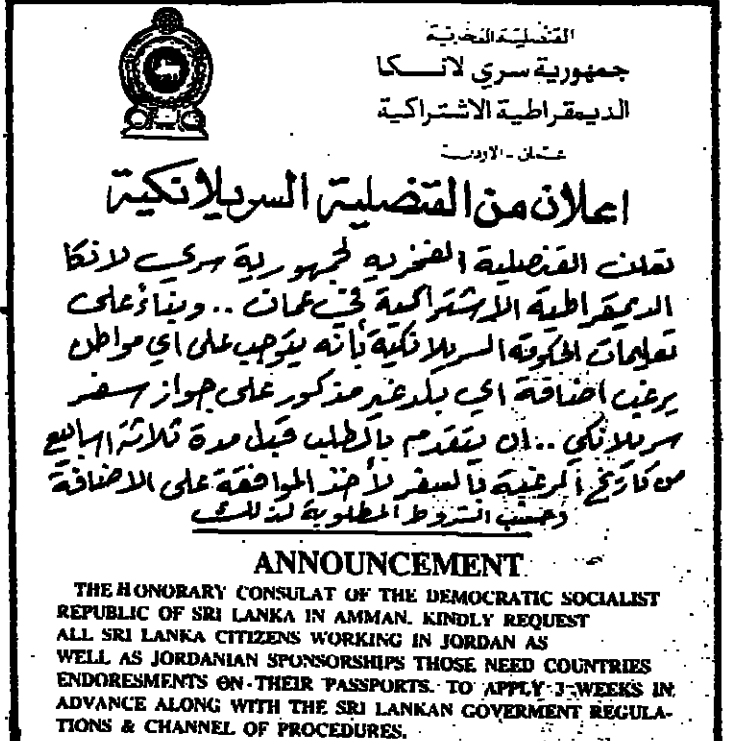 القنصلية الفخرية
جمهورية سري لانكا
الديمقراطية الاشتراكية
عمان - الاردن
اعلان من القنصلية السريلانكية
تعلن القنصلية الفخرية لجمهورية سري لانكا
الديمقراطية الاشتراكية في عمان .. وبناءً على
تعليمات الحكومة السريلانكية بأنه يتوجب على اي مواطن
يرغب اضافة اي بلد غير مذكور على جواز سفر
سريلانكي .. ان يتقدم بالطلب قبل مدة ثلاثة اسابيع
من تاريخ الرغبة بالسفر لأخذ الموافقة على الاضافة
وحسب الشروط المطلوبة لذلك
ANNOUNCEMENT
THE HONORARY CONSULAT OF THE DEMOCRATIC SOCIALIST
REPUBLIC OF SRI LANKA IN AMMAN. KINDLY REQUEST
ALL SRI LANKA CITIZENS WORKING IN JORDAN AS
WELL AS JORDANIAN SPONSORSHIPS THOSE NEED COUNTRIES
ENDORESMENTS ON THEIR PASSPORTS. TO APPLY 3-WEEKS IN
ADVANCE ALONG WITH THE SRI LANKAN GOVERMENT REGULA-
TIONS & CHANNEL OF PROCEDURES.